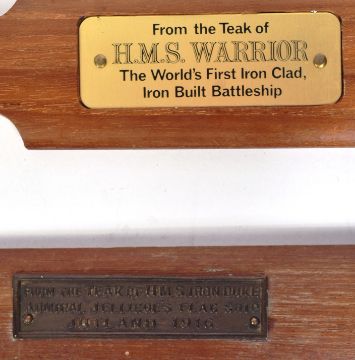 From the Teak of
H.M.S. WARRIOR
The World's First Iron Clad,
Iron Built Battleship
FROM THE TEAK OF H.M.S. IRON DUKE
ADMIRAL JELLICOE'S FLAG SHIP
JUTLAND 1916